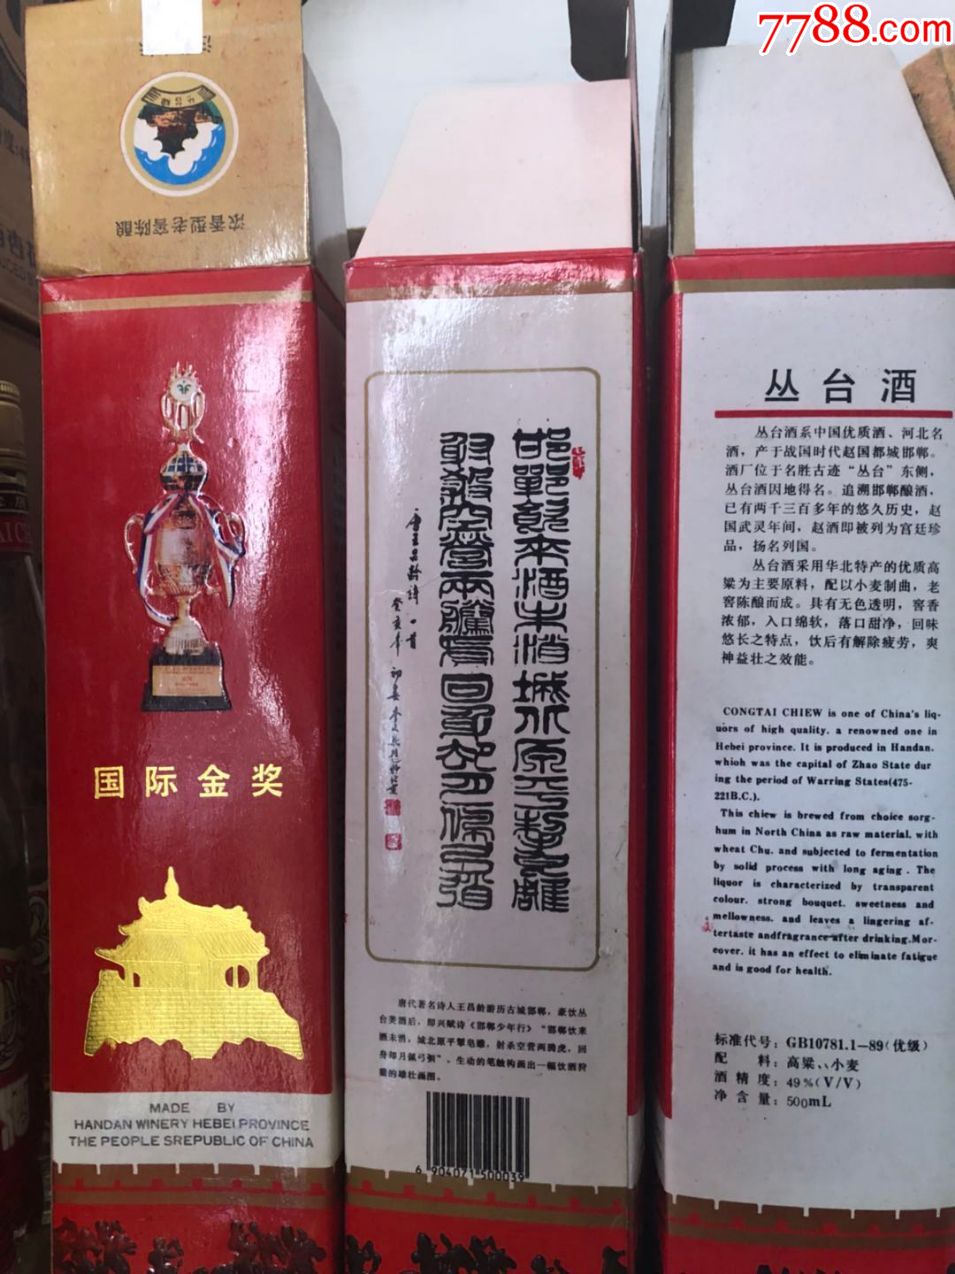 7788.com
浓香型老窖陈酿
国际金奖
MADE BY
HANDAN WINERY HEBEI PROVINCE
THE PEOPLE SREPUBLIC OF CHINA
邯郸饮来酒未消城北原平掣皂雕
射杀空营两腾虎回身却月佩弓弰
唐王昌龄诗一首
唐代著名诗人王昌龄游历古城邯郸，豪饮丛
台美酒后，即兴赋诗《邯郸少年行》“邯郸饮来
酒未消，城北原平掣皂雕，射杀空营两腾虎，回
身却月佩弓弰”、生动的笔触构画出一幅饮酒狩
猎的雄壮画图。
6 904071 500039
丛台酒
丛台酒系中国优质酒、河北名
酒，产于战国时代赵国都城邯郸。
酒厂位于名胜古迹“丛台”东侧，
丛台酒因地得名。追溯邯郸酿酒，
已有两千三百多年的悠久历史，赵
国武灵年间，赵酒即被列为宫廷珍
品，扬名列国。
丛台酒采用华北特产的优质高
粱为主要原料，配以小麦制曲，老
窖陈酿而成。具有无色透明，窖香
浓郁，入口绵软，落口甜净，回味
悠长之特点，饮后有解除疲劳，爽
神益壮之效能。
CONGTAI CHIEW is one of China's liq-
uors of high quality. a renowned one in
Hebei province. It is produced in Handan.
which was the capital of Zhao State dur
ing the period of Warring States(475-
221B.C.).
This chiew is brewed from choice sorg-
hum in North China as raw material. with
wheat Chu. and subjected to fermentation
by solid process with long aging. The
liquor is characterized by transparent
colour. strong bouquet. sweetness and
mellowness. and leaves a lingering af-
tertaste andfragrance after drinking.Mor-
eover. it has an effect to eliminate fatigue
and is good for health.
标准代号：GB10781.1-89(优级)
配 料：高粱、小麦
酒精度：49%(V/V)
净含量：500mL